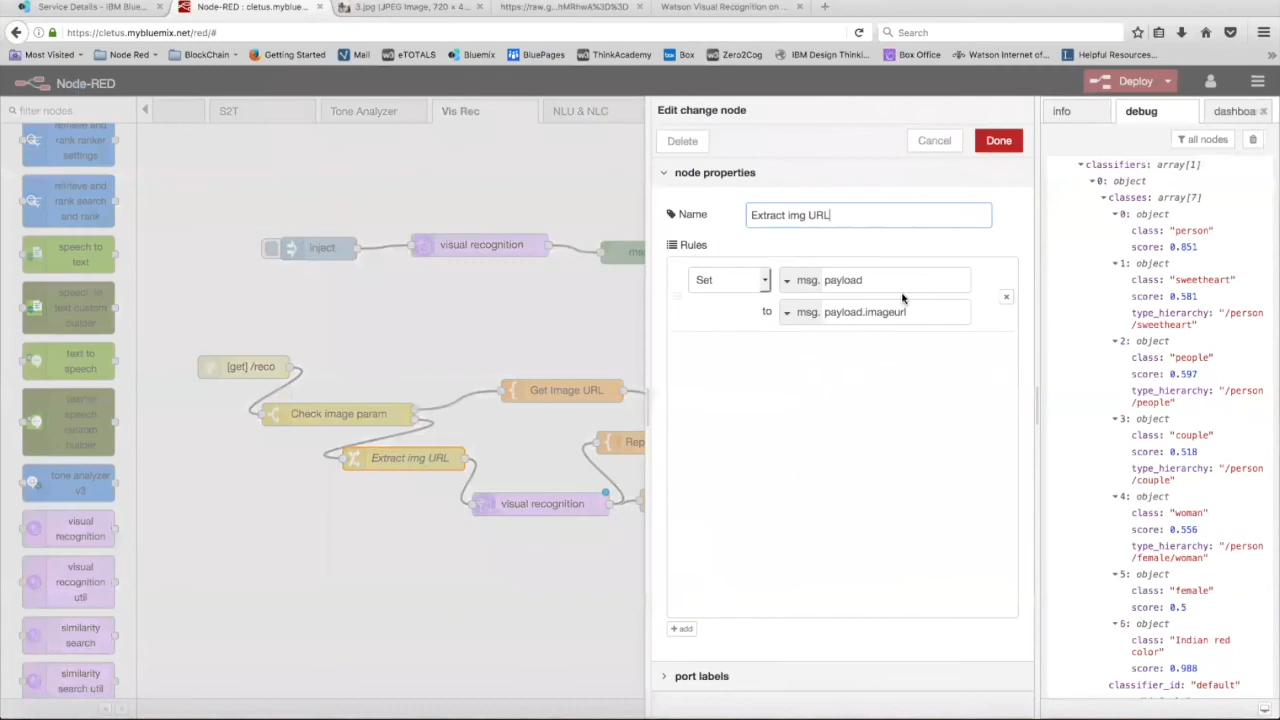 Service Details - IBM Blue...
Node-RED : cletus.myblue...
3.jpg (JPEG Image, 720 × 4...
https://raw.g...hMRhwA%3D%3D
Watson Visual Recognition on ...
https://cletus.mybluemix.net/red/#
Search
Most Visited
Node Red
BlockChain
Getting Started
Mail
eTOTALS
Bluemix
BluePages
ThinkAcademy
Box
Zero2Cog
IBM Design Thinki...
Box Office
Watson Internet of...
Helpful Resources...
Node-RED
Deploy
filter nodes
S2T
Tone Analyzer
Vis Rec
NLU & NLC
retrieve and
rank ranker
settings
retrieve and
rank search
and rank
speech to
text
speech to
text custom
builder
text to
speech
speech
custom
builder
tone analyzer
v3
visual
recognition
visual
recognition
util
similarity
search
similarity
search util
inject
visual recognition
[get] /reco
Get Image URL
Check image param
Extract img URL
Rep
visual recognition
Edit change node
Delete
Cancel
Done
node properties
Name
Extract img URL
Rules
Set
msg. payload
to
msg. payload.imageurl
add
port labels
info
debug
dashboa
all nodes
classifiers: array[1]
0: object
classes: array[7]
0: object
class: "person"
score: 0.851
1: object
class: "sweetheart"
score: 0.581
type_hierarchy: "/person
/sweetheart"
2: object
class: "people"
score: 0.597
type_hierarchy: "/person
/people"
3: object
class: "couple"
score: 0.518
type_hierarchy: "/person
/couple"
4: object
class: "woman"
score: 0.556
type_hierarchy: "/person
/female/woman"
5: object
class: "female"
score: 0.5
6: object
class: "Indian red
color"
score: 0.988
classifier_id: "default"